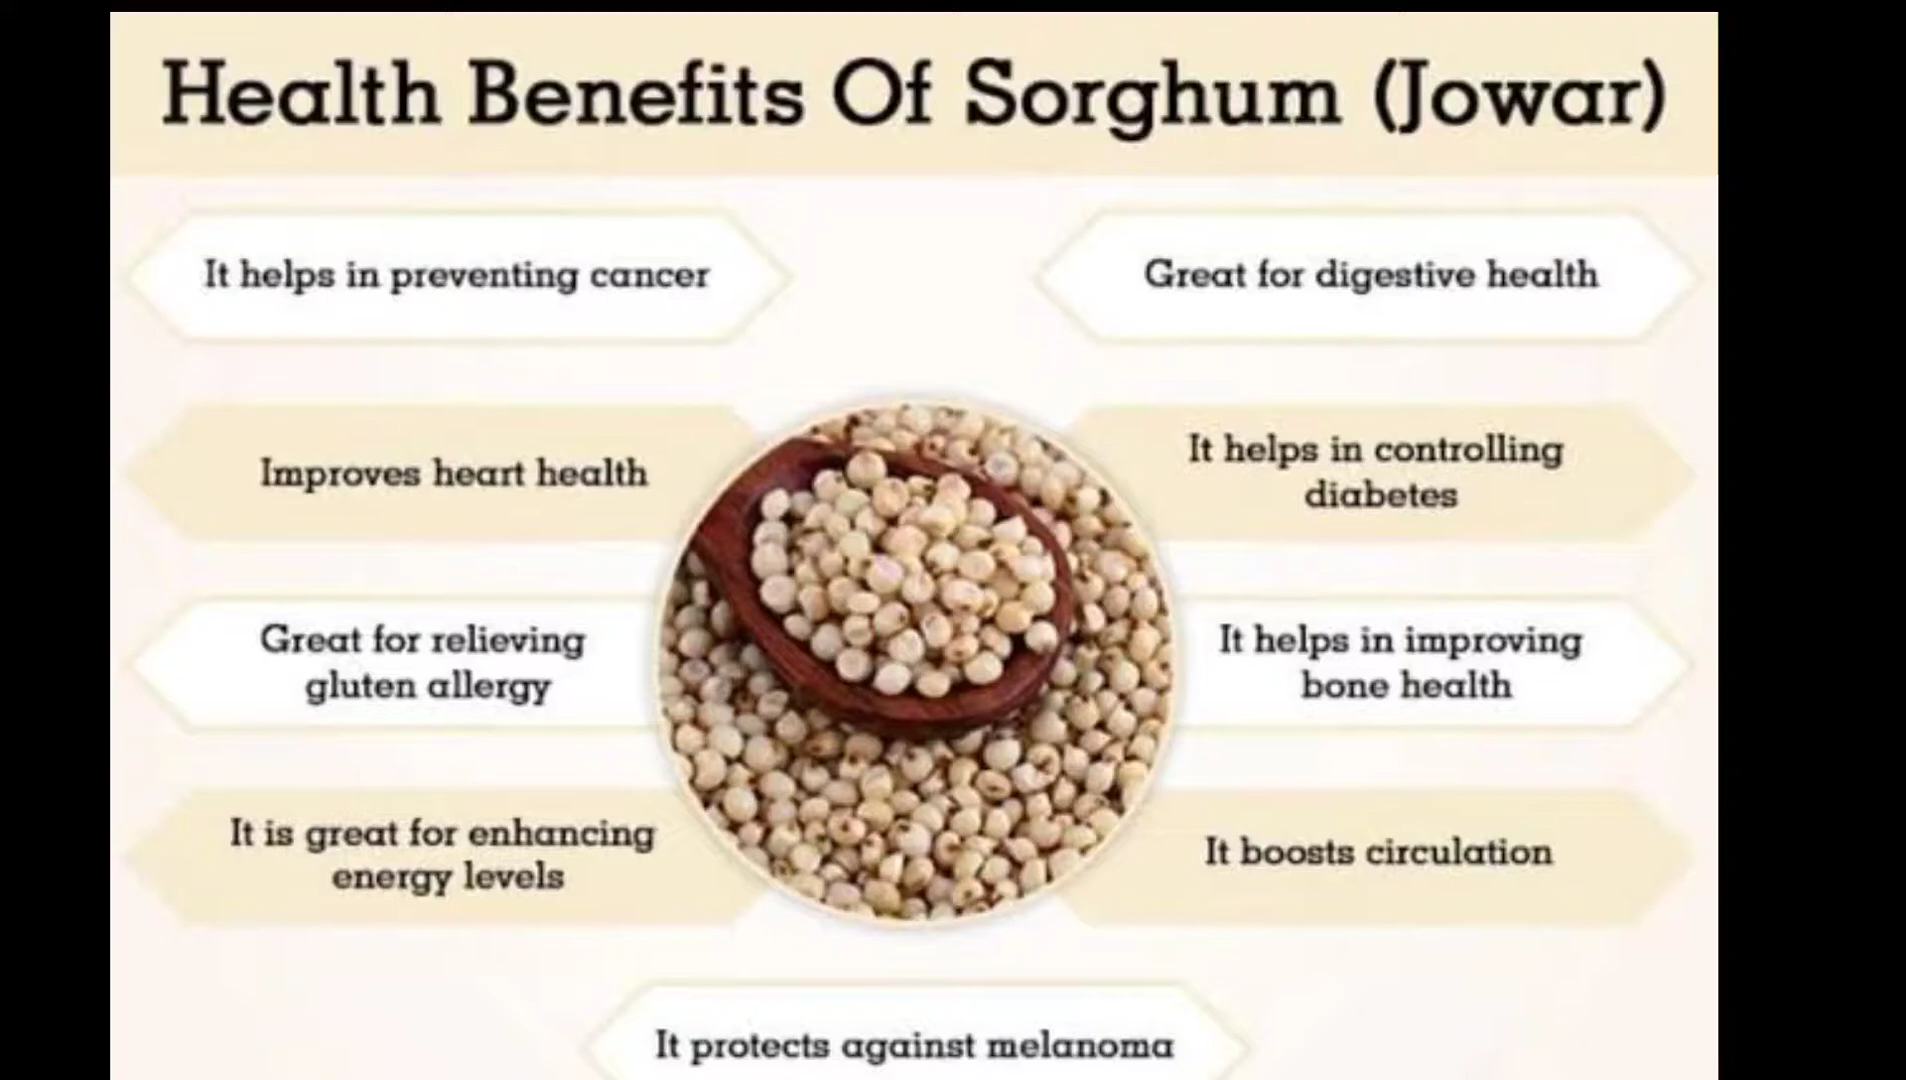 Health Benefits Of Sorghum (Jowar)
It helps in preventing cancer
Great for digestive health
Improves heart health
It helps in controlling
diabetes
Great for relieving
gluten allergy
It helps in improving
bone health
It is great for enhancing
energy levels
It boosts circulation
It protects against melanoma